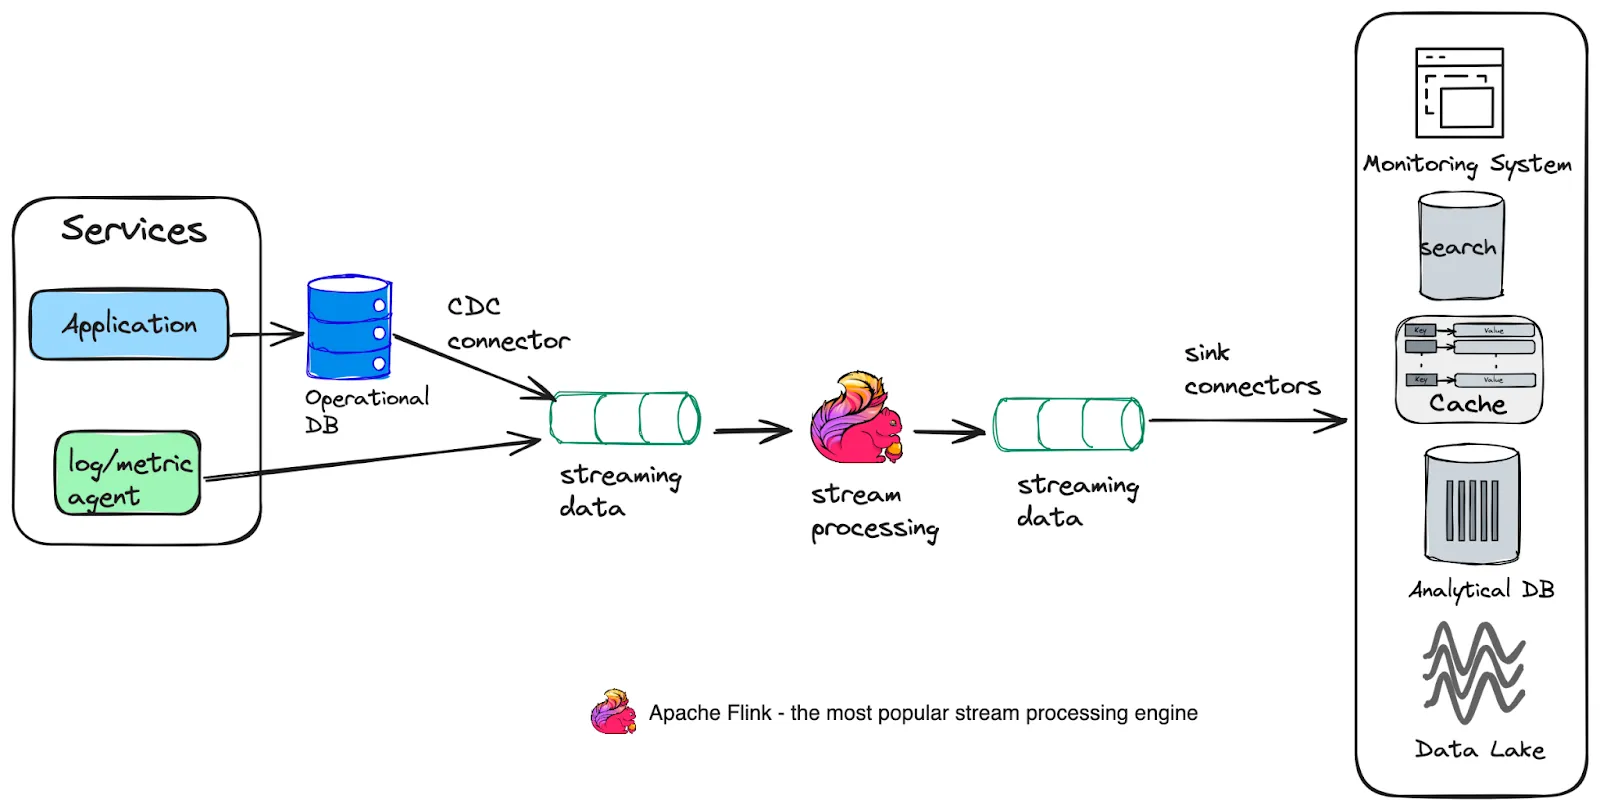 Services
Application
log/metric
agent
Operational
DB
CDC
connector
streaming
data
stream
processing
streaming
data
sink
connectors
Monitoring System
search
Key
Value
Key
Value
Cache
Analytical DB
Data Lake
Apache Flink - the most popular stream processing engine